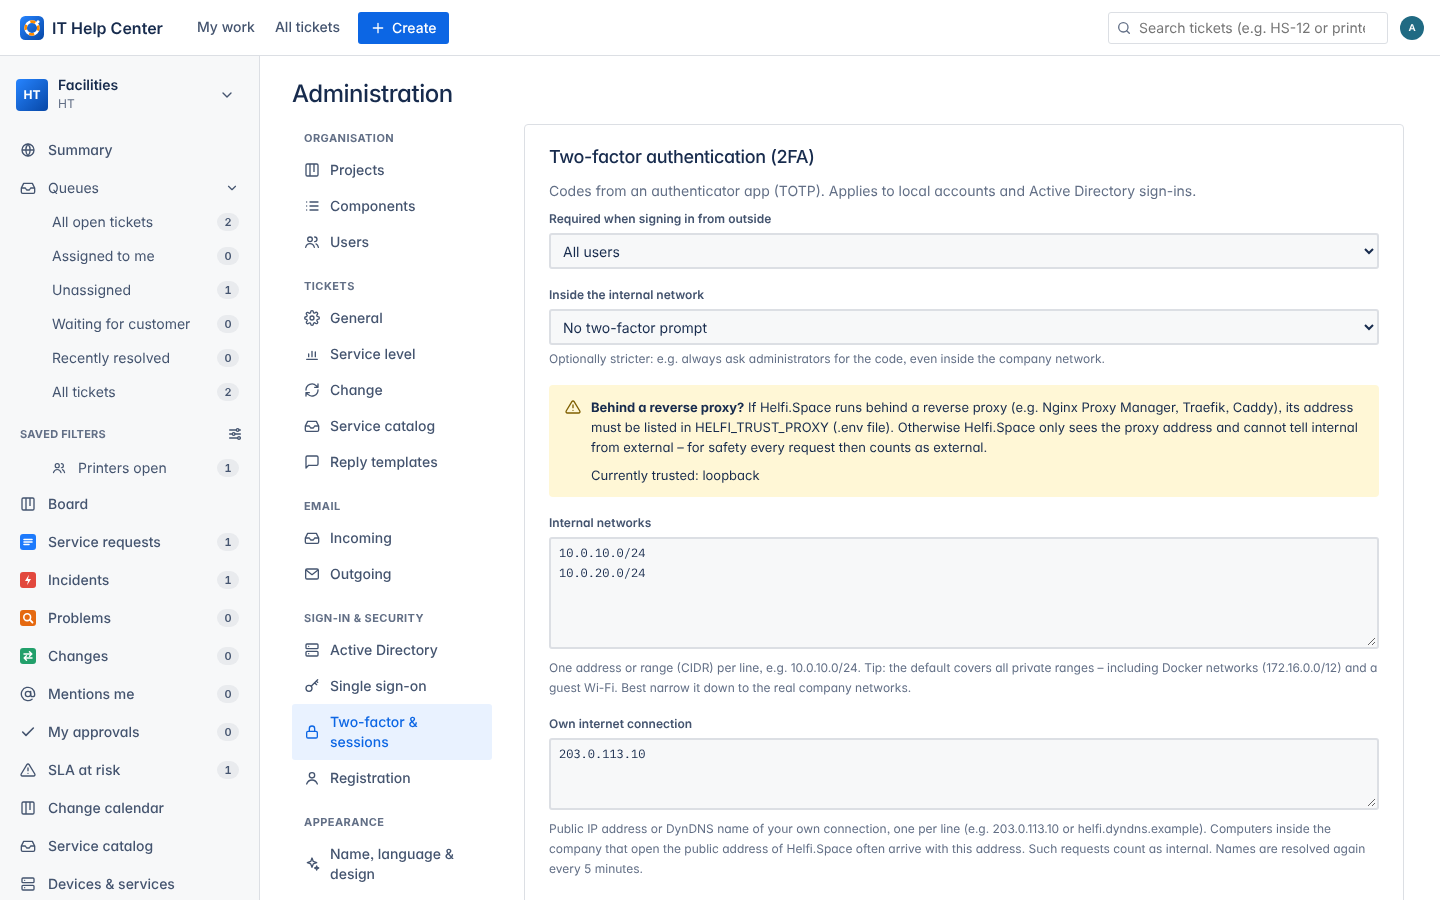 IT Help Center
My work
All tickets
Create
Search tickets (e.g. HS-12 or printe
A
HT
Facilities
HT
Summary
Queues
All open tickets 2
Assigned to me 0
Unassigned 1
Waiting for customer 0
Recently resolved 0
All tickets 2
SAVED FILTERS
Printers open 1
Board
Service requests 1
Incidents 1
Problems 0
Changes 0
Mentions me 0
My approvals 0
SLA at risk 1
Change calendar
Service catalog
Devices & services
Administration
ORGANISATION
Projects
Components
Users
TICKETS
General
Service level
Change
Service catalog
Reply templates
EMAIL
Incoming
Outgoing
SIGN-IN & SECURITY
Active Directory
Single sign-on
Two-factor &
sessions
Registration
APPEARANCE
Name, language &
design
Two-factor authentication (2FA)
Codes from an authenticator app (TOTP). Applies to local accounts and Active Directory sign-ins.
Required when signing in from outside
All users
Inside the internal network
No two-factor prompt
Optionally stricter: e.g. always ask administrators for the code, even inside the company network.
Behind a reverse proxy? If Helfi.Space runs behind a reverse proxy (e.g. Nginx Proxy Manager, Traefik, Caddy), its address
must be listed in HELFI_TRUST_PROXY (.env file). Otherwise Helfi.Space only sees the proxy address and cannot tell internal
from external – for safety every request then counts as external.
Currently trusted: loopback
Internal networks
10.0.10.0/24
10.0.20.0/24
One address or range (CIDR) per line, e.g. 10.0.10.0/24. Tip: the default covers all private ranges – including Docker networks (172.16.0.0/12) and a
guest Wi-Fi. Best narrow it down to the real company networks.
Own internet connection
203.0.113.10
Public IP address or DynDNS name of your own connection, one per line (e.g. 203.0.113.10 or helfi.dyndns.example). Computers inside the
company that open the public address of Helfi.Space often arrive with this address. Such requests count as internal. Names are resolved again
every 5 minutes.